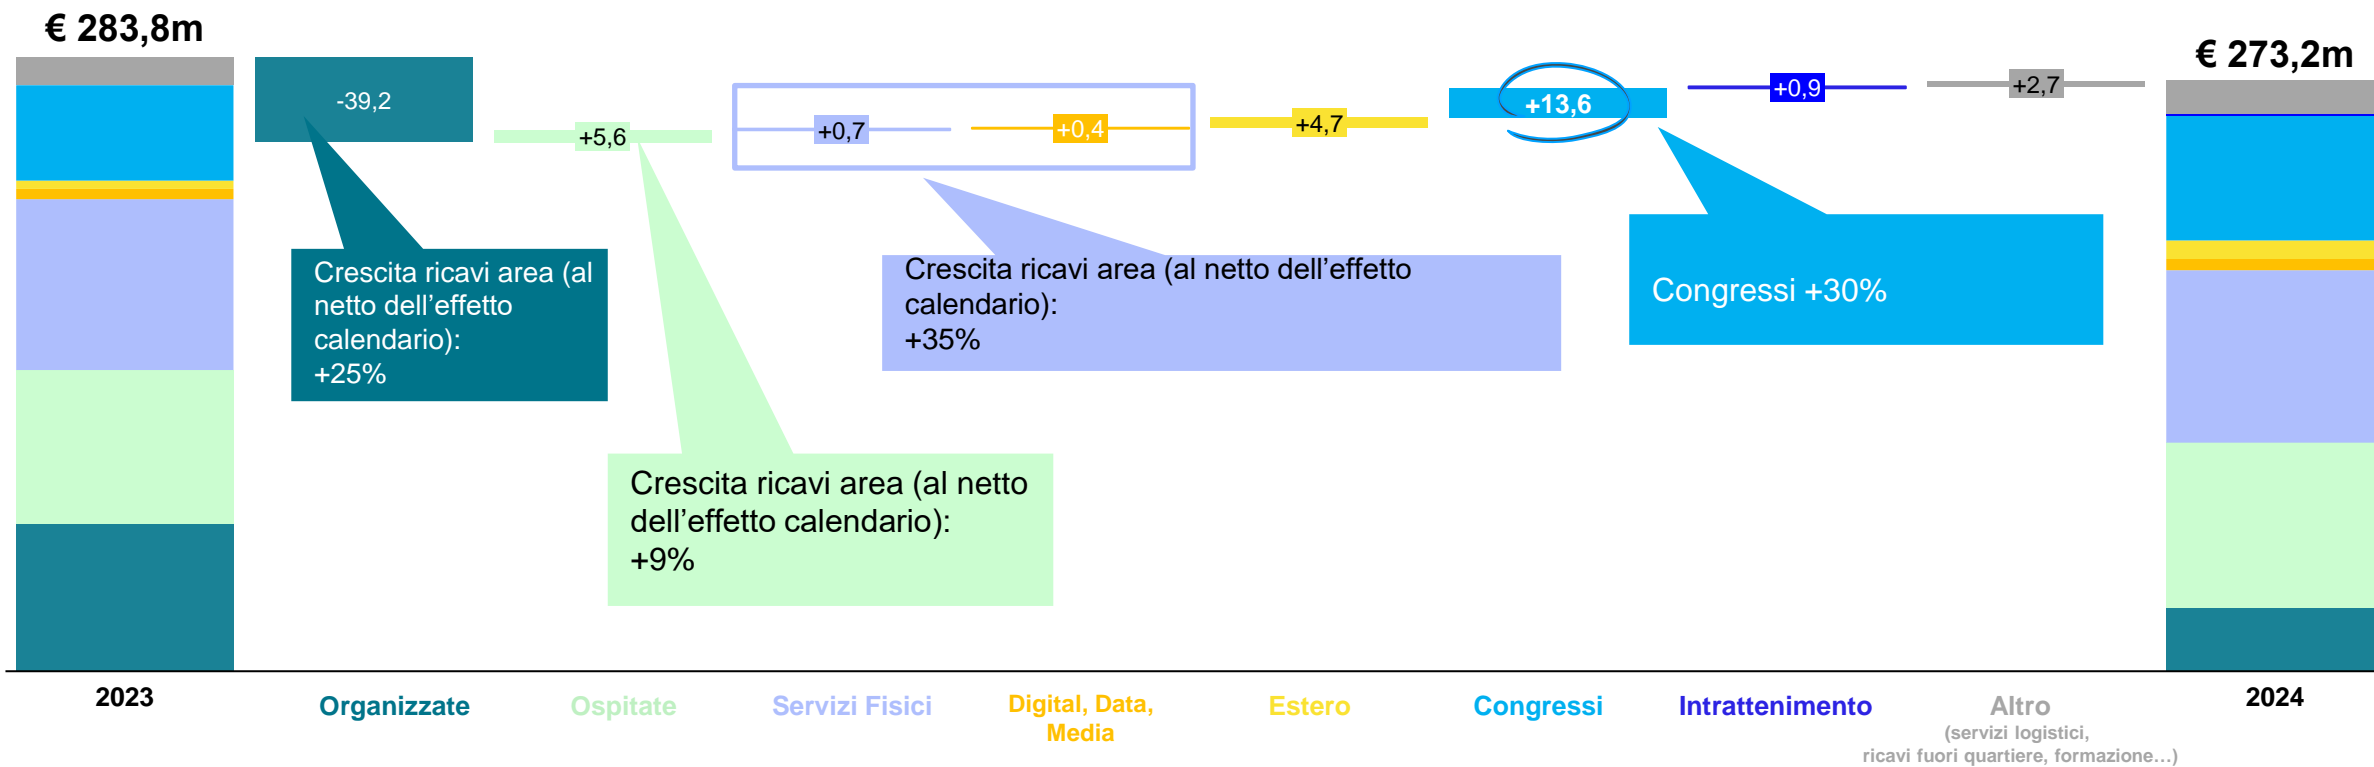 € 283,8m
€ 273,2m
-39,2
+5,6
+0,7
+0,4
+4,7
+13,6
+0,9
+2,7
Crescita ricavi area (al
netto dell’effetto
calendario):
+25%
Crescita ricavi area (al netto
dell’effetto calendario):
+9%
Crescita ricavi area (al netto dell’effetto
calendario):
+35%
Congressi +30%
2023
Organizzate
Ospitate
Servizi Fisici
Digital, Data,
Media
Estero
Congressi
Intrattenimento
Altro
(servizi logistici,
ricavi fuori quartiere, formazione…)
2024